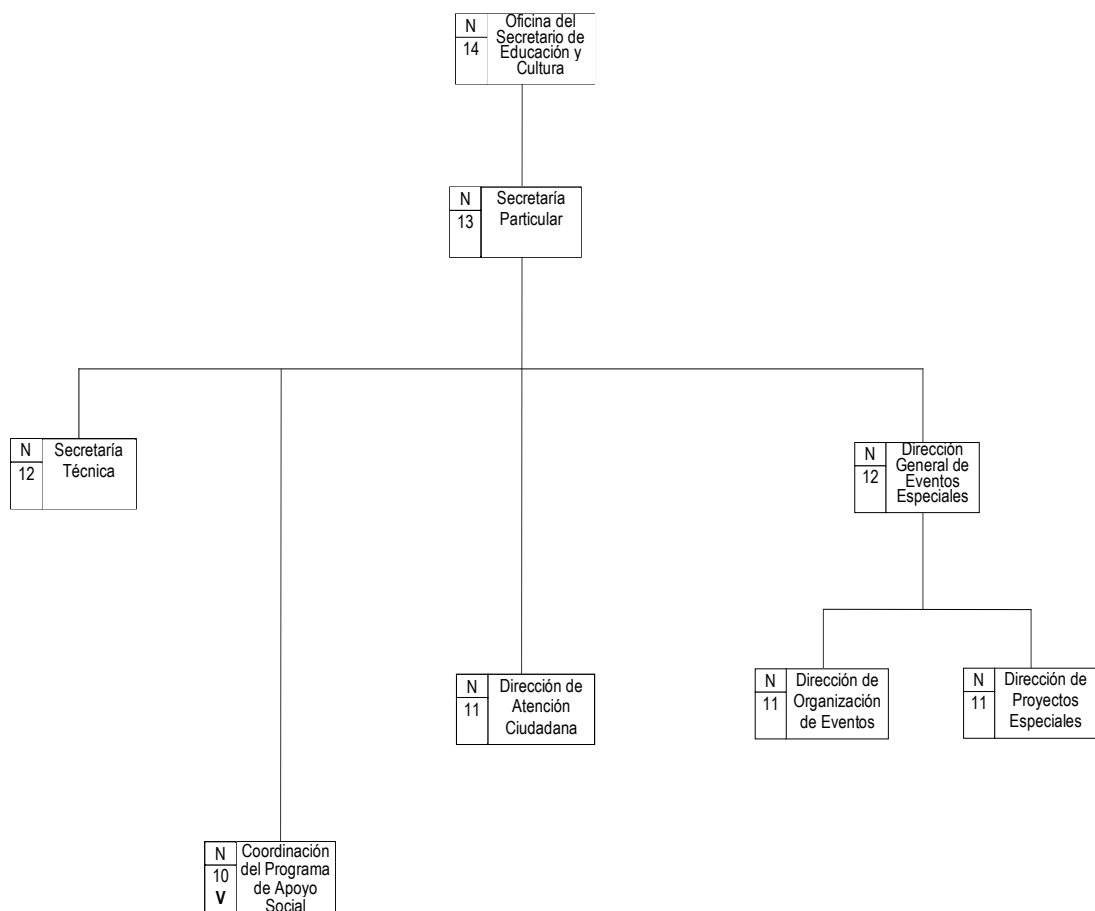 N
14
Oficina del
Secretario de
Educación y
Cultura
N
13
Secretaría
Particular
N
12
Secretaría
Técnica
N
12
Dirección
General de
Eventos
Especiales
N
11
Dirección de
Atención
Ciudadana
N
11
Dirección de
Organización
de Eventos
N
11
Dirección de
Proyectos
Especiales
N
10
V
Coordinación
del Programa
de Apoyo
Social